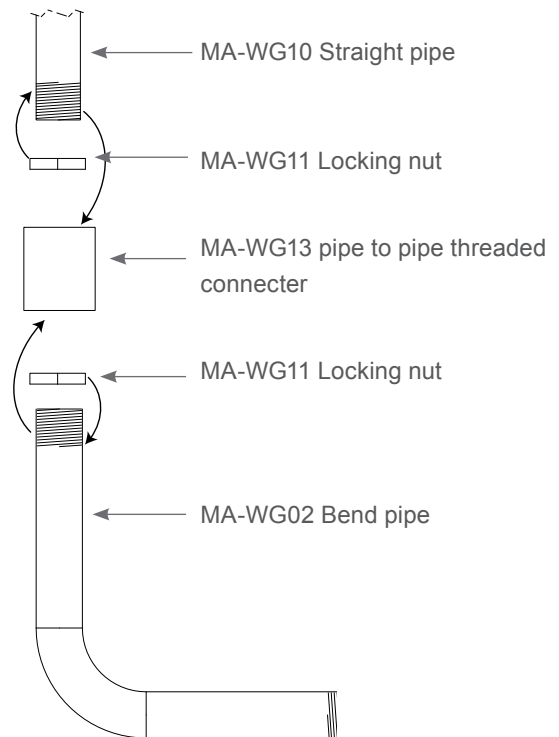 MA-WG10 Straight pipe
MA-WG11 Locking nut
MA-WG13 pipe to pipe threaded
connecter
MA-WG11 Locking nut
MA-WG02 Bend pipe